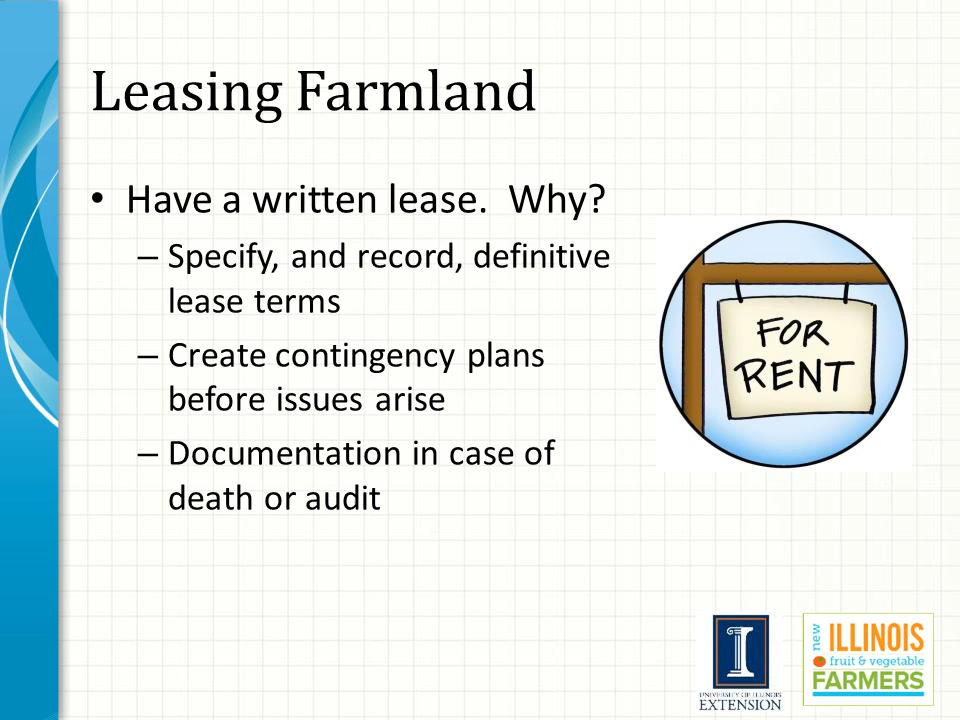 Leasing Farmland
• Have a written lease.  Why?
– Specify, and record, definitive
lease terms
– Create contingency plans
before issues arise
– Documentation in case of
death or audit
FOR
RENT
I
UNIVERSITY OF ILLINOIS
EXTENSION
new
ILLINOIS
fruit & vegetable
FARMERS